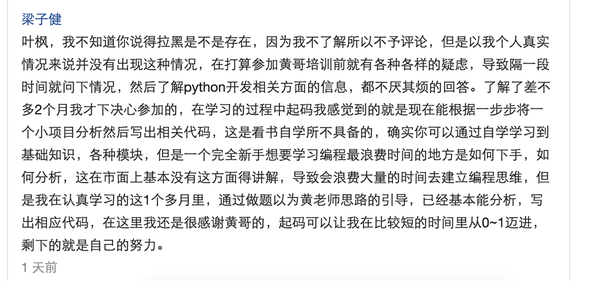 梁子健
叶枫，我不知道你说得拉黑是不是存在，因为我不了解所以不予评论，但是以我个人真实
情况来说并没有出现这种情况，在打算参加黄哥培训前就有各种各样的疑虑，导致隔一段
时间就问下情况，然后了解python开发相关方面的信息，都不厌其烦的回答。了解了差不
多2个月我才下决心参加的，在学习的过程中起码我感觉到的就是现在能根据一步步将一
个小项目分析然后写出相关代码，这是看书自学所不具备的，确实你可以通过自学学习到
基础知识，各种模块，但是一个完全新手想要学习编程最浪费时间的地方是如何下手，如
何分析，这在市面上基本没有这方面得讲解，导致会浪费大量的时间去建立编程思维，但
是我在认真学习的这1个多月里，通过做题以为黄老师思路的引导，已经基本能分析，写
出相应代码，在这里我还是很感谢黄哥的，起码可以让我在比较短的时间里从0~1迈进，
剩下的就是自己的努力。
1 天前